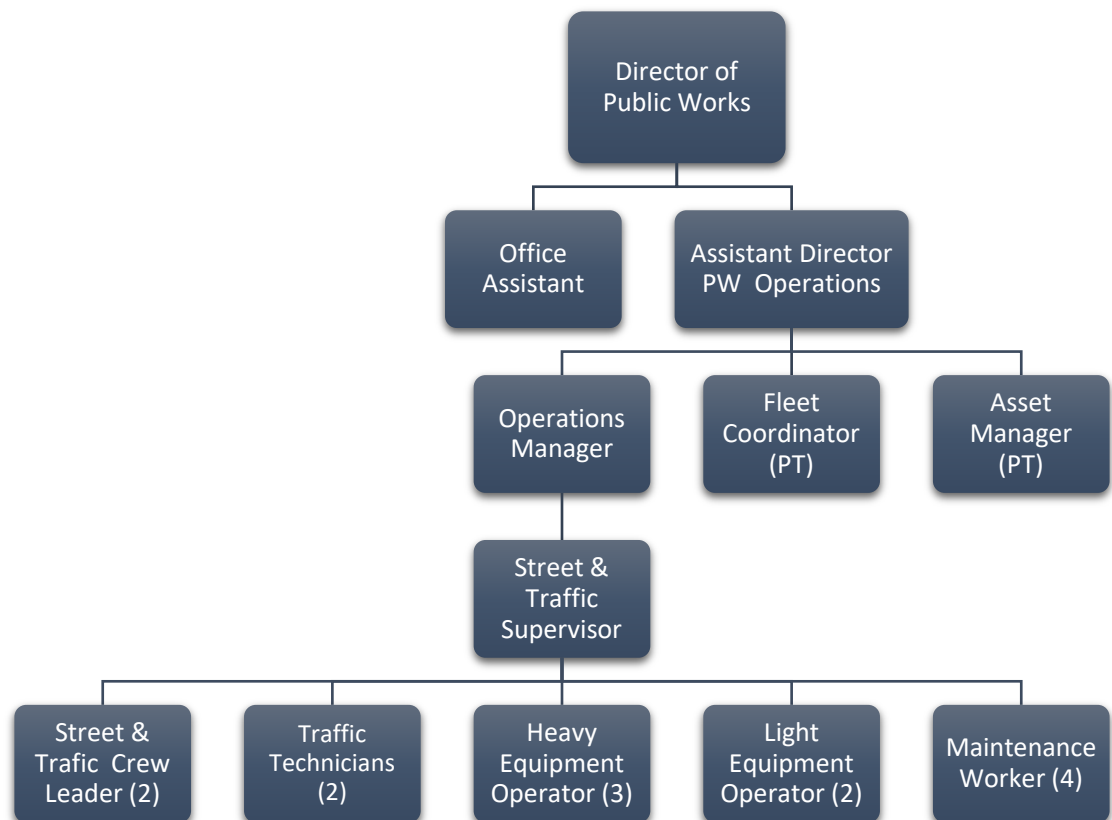 Director of
Public Works
Office
Assistant
Assistant Director
PW  Operations
Operations
Manager
Fleet
Coordinator
(PT)
Asset
Manager
(PT)
Street &
Traffic
Supervisor
Street &
Trafic  Crew
Leader (2)
Traffic
Technicians
(2)
Heavy
Equipment
Operator (3)
Light
Equipment
Operator (2)
Maintenance
Worker (4)